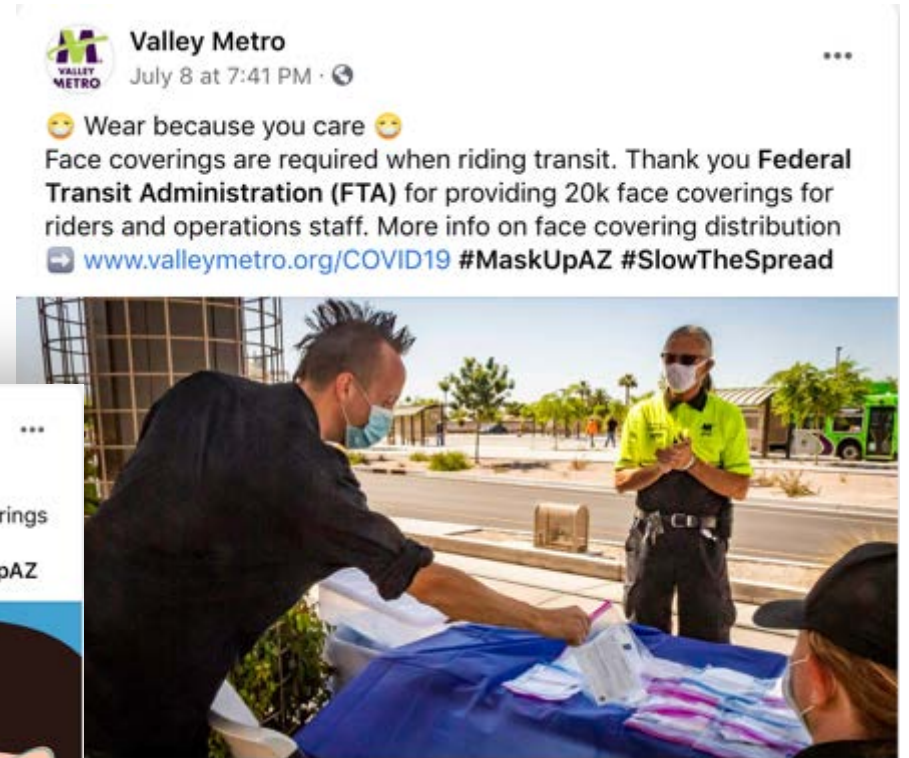 VALLEY
METRO
Valley Metro
July 8 at 7:41 PM ·
😷 Wear because you care 😷
Face coverings are required when riding transit. Thank you Federal
Transit Administration (FTA) for providing 20k face coverings for
riders and operations staff. More info on face covering distribution
➡️ www.valleymetro.org/COVID19 #MaskUpAZ #SlowTheSpread
rings
pAZ